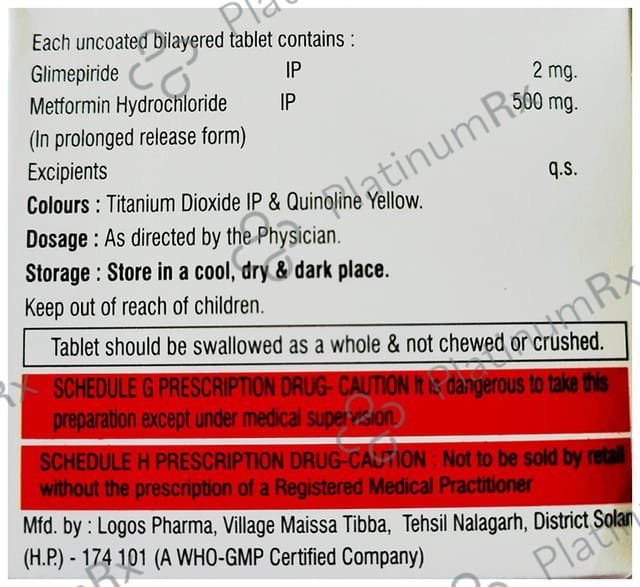 Each uncoated bilayered tablet contains :
Glimepiride IP 2 mg.
Metformin Hydrochloride IP 500 mg.
(In prolonged release form)
Excipients q.s.
Colours : Titanium Dioxide IP & Quinoline Yellow.
Dosage : As directed by the Physician.
Storage : Store in a cool, dry & dark place.
Keep out of reach of children.
Tablet should be swallowed as a whole & not chewed or crushed.
SCHEDULE G PRESCRIPTION DRUG- CAUTION It is dangerous to take this
preparation except under medical supervision
SCHEDULE H PRESCRIPTION DRUG-CAUTION : Not to be sold by retail
without the prescription of a Registered Medical Practitioner
Mfd. by : Logos Pharma, Village Maissa Tibba, Tehsil Nalagarh, District Solan
(H.P.) - 174 101 (A WHO-GMP Certified Company)
PlatinumRx
PlatinumRx
PlatinumRx